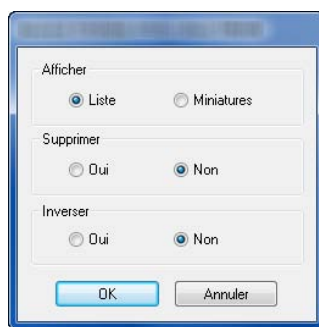 Afficher
Liste Miniatures
Supprimer
Oui Non
Inverser
Oui Non
OK Annuler